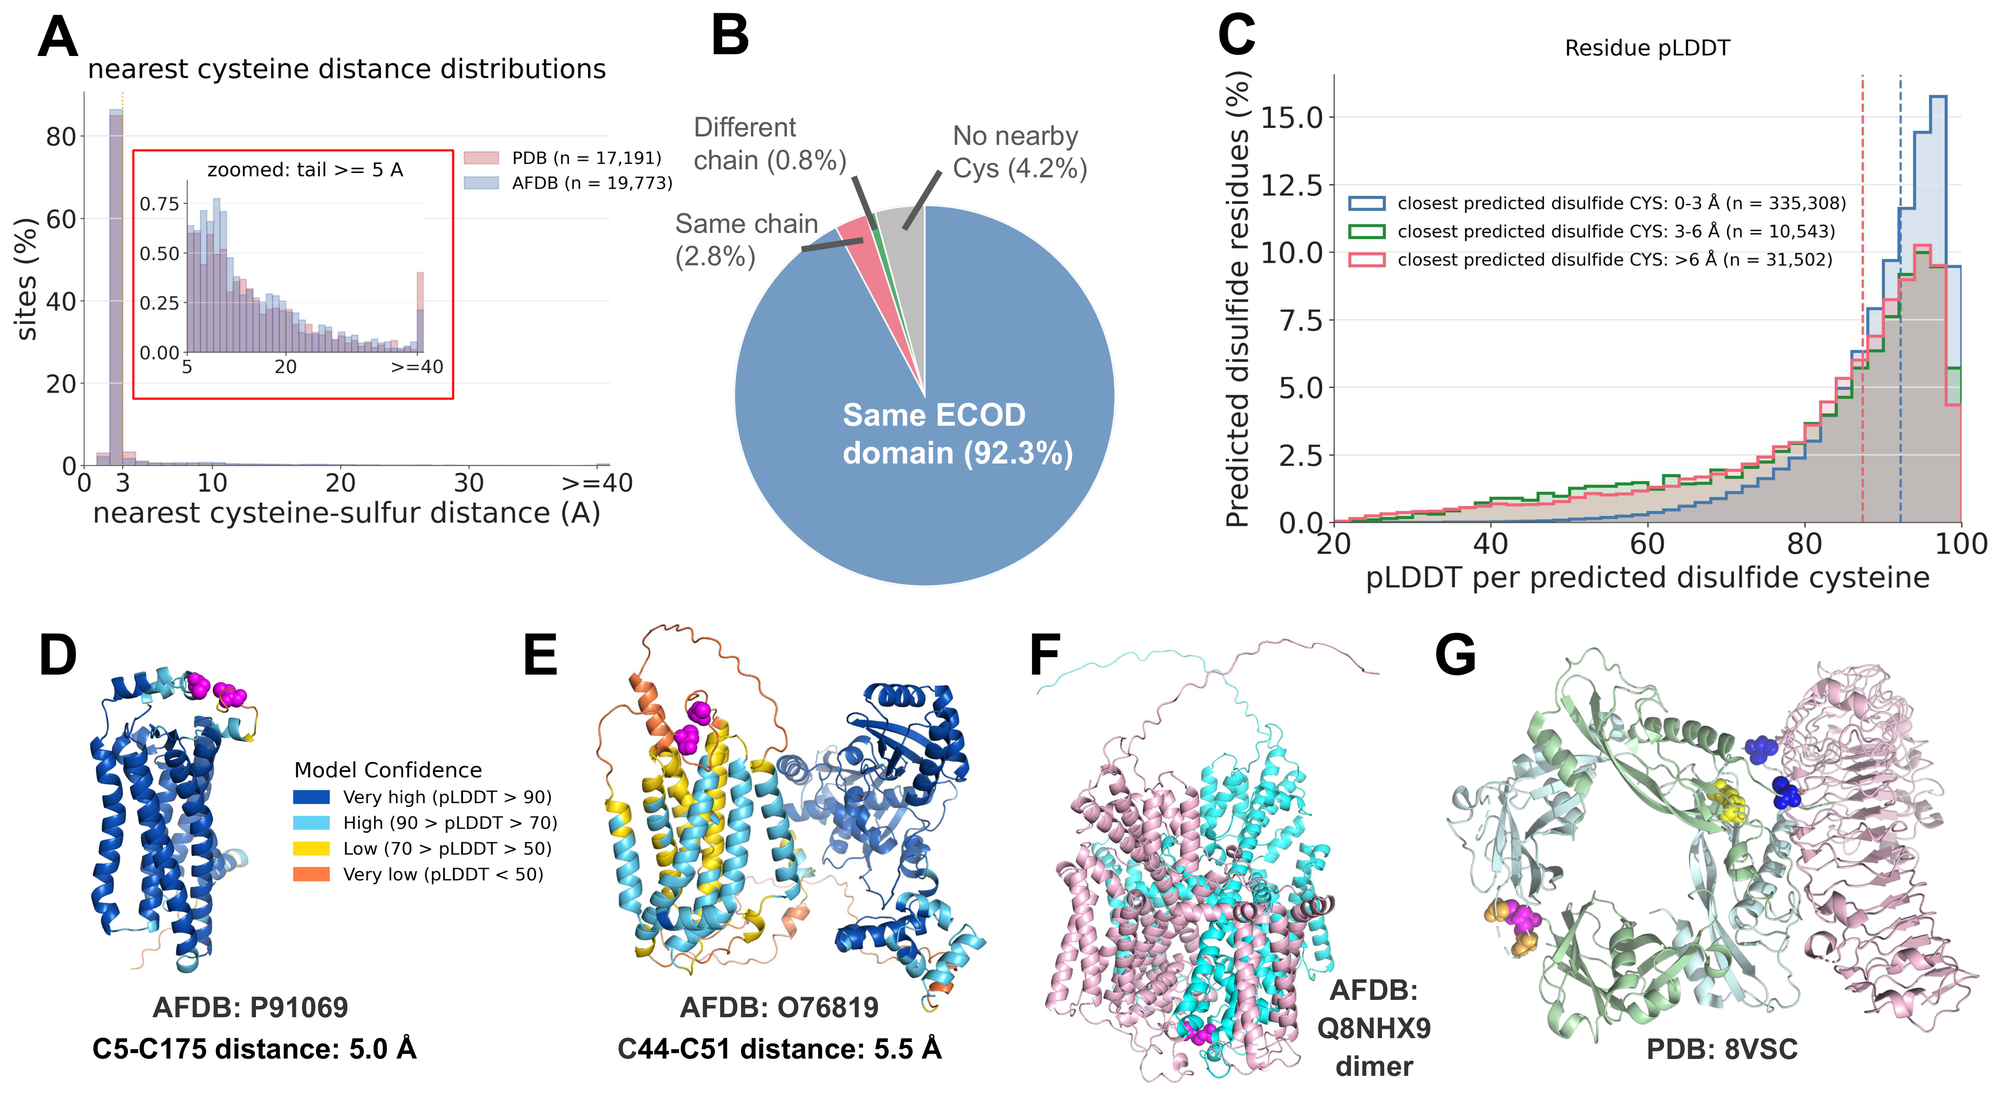 A
nearest cysteine distance distributions
sites (%)
0
20
40
60
80
zoomed: tail >= 5 A
0.00
0.25
0.50
0.75
5
20
>=40
PDB (n = 17,191)
AFDB (n = 19,773)
0
3
10
20
30
>=40
nearest cysteine-sulfur distance (A)
B
Different
chain (0.8%)
No nearby
Cys (4.2%)
Same chain
(2.8%)
Same ECOD
domain (92.3%)
C
Residue pLDDT
Predicted disulfide residues (%)
0.0
2.5
5.0
7.5
10.0
12.5
15.0
closest predicted disulfide CYS: 0-3 Å (n = 335,308)
closest predicted disulfide CYS: 3-6 Å (n = 10,543)
closest predicted disulfide CYS: >6 Å (n = 31,502)
20
40
60
80
100
pLDDT per predicted disulfide cysteine
D
Model Confidence
Very high (pLDDT > 90)
High (90 > pLDDT > 70)
Low (70 > pLDDT > 50)
Very low (pLDDT < 50)
AFDB: P91069
C5-C175 distance: 5.0 Å
E
AFDB: O76819
C44-C51 distance: 5.5 Å
F
AFDB:
Q8NHX9
dimer
G
PDB: 8VSC